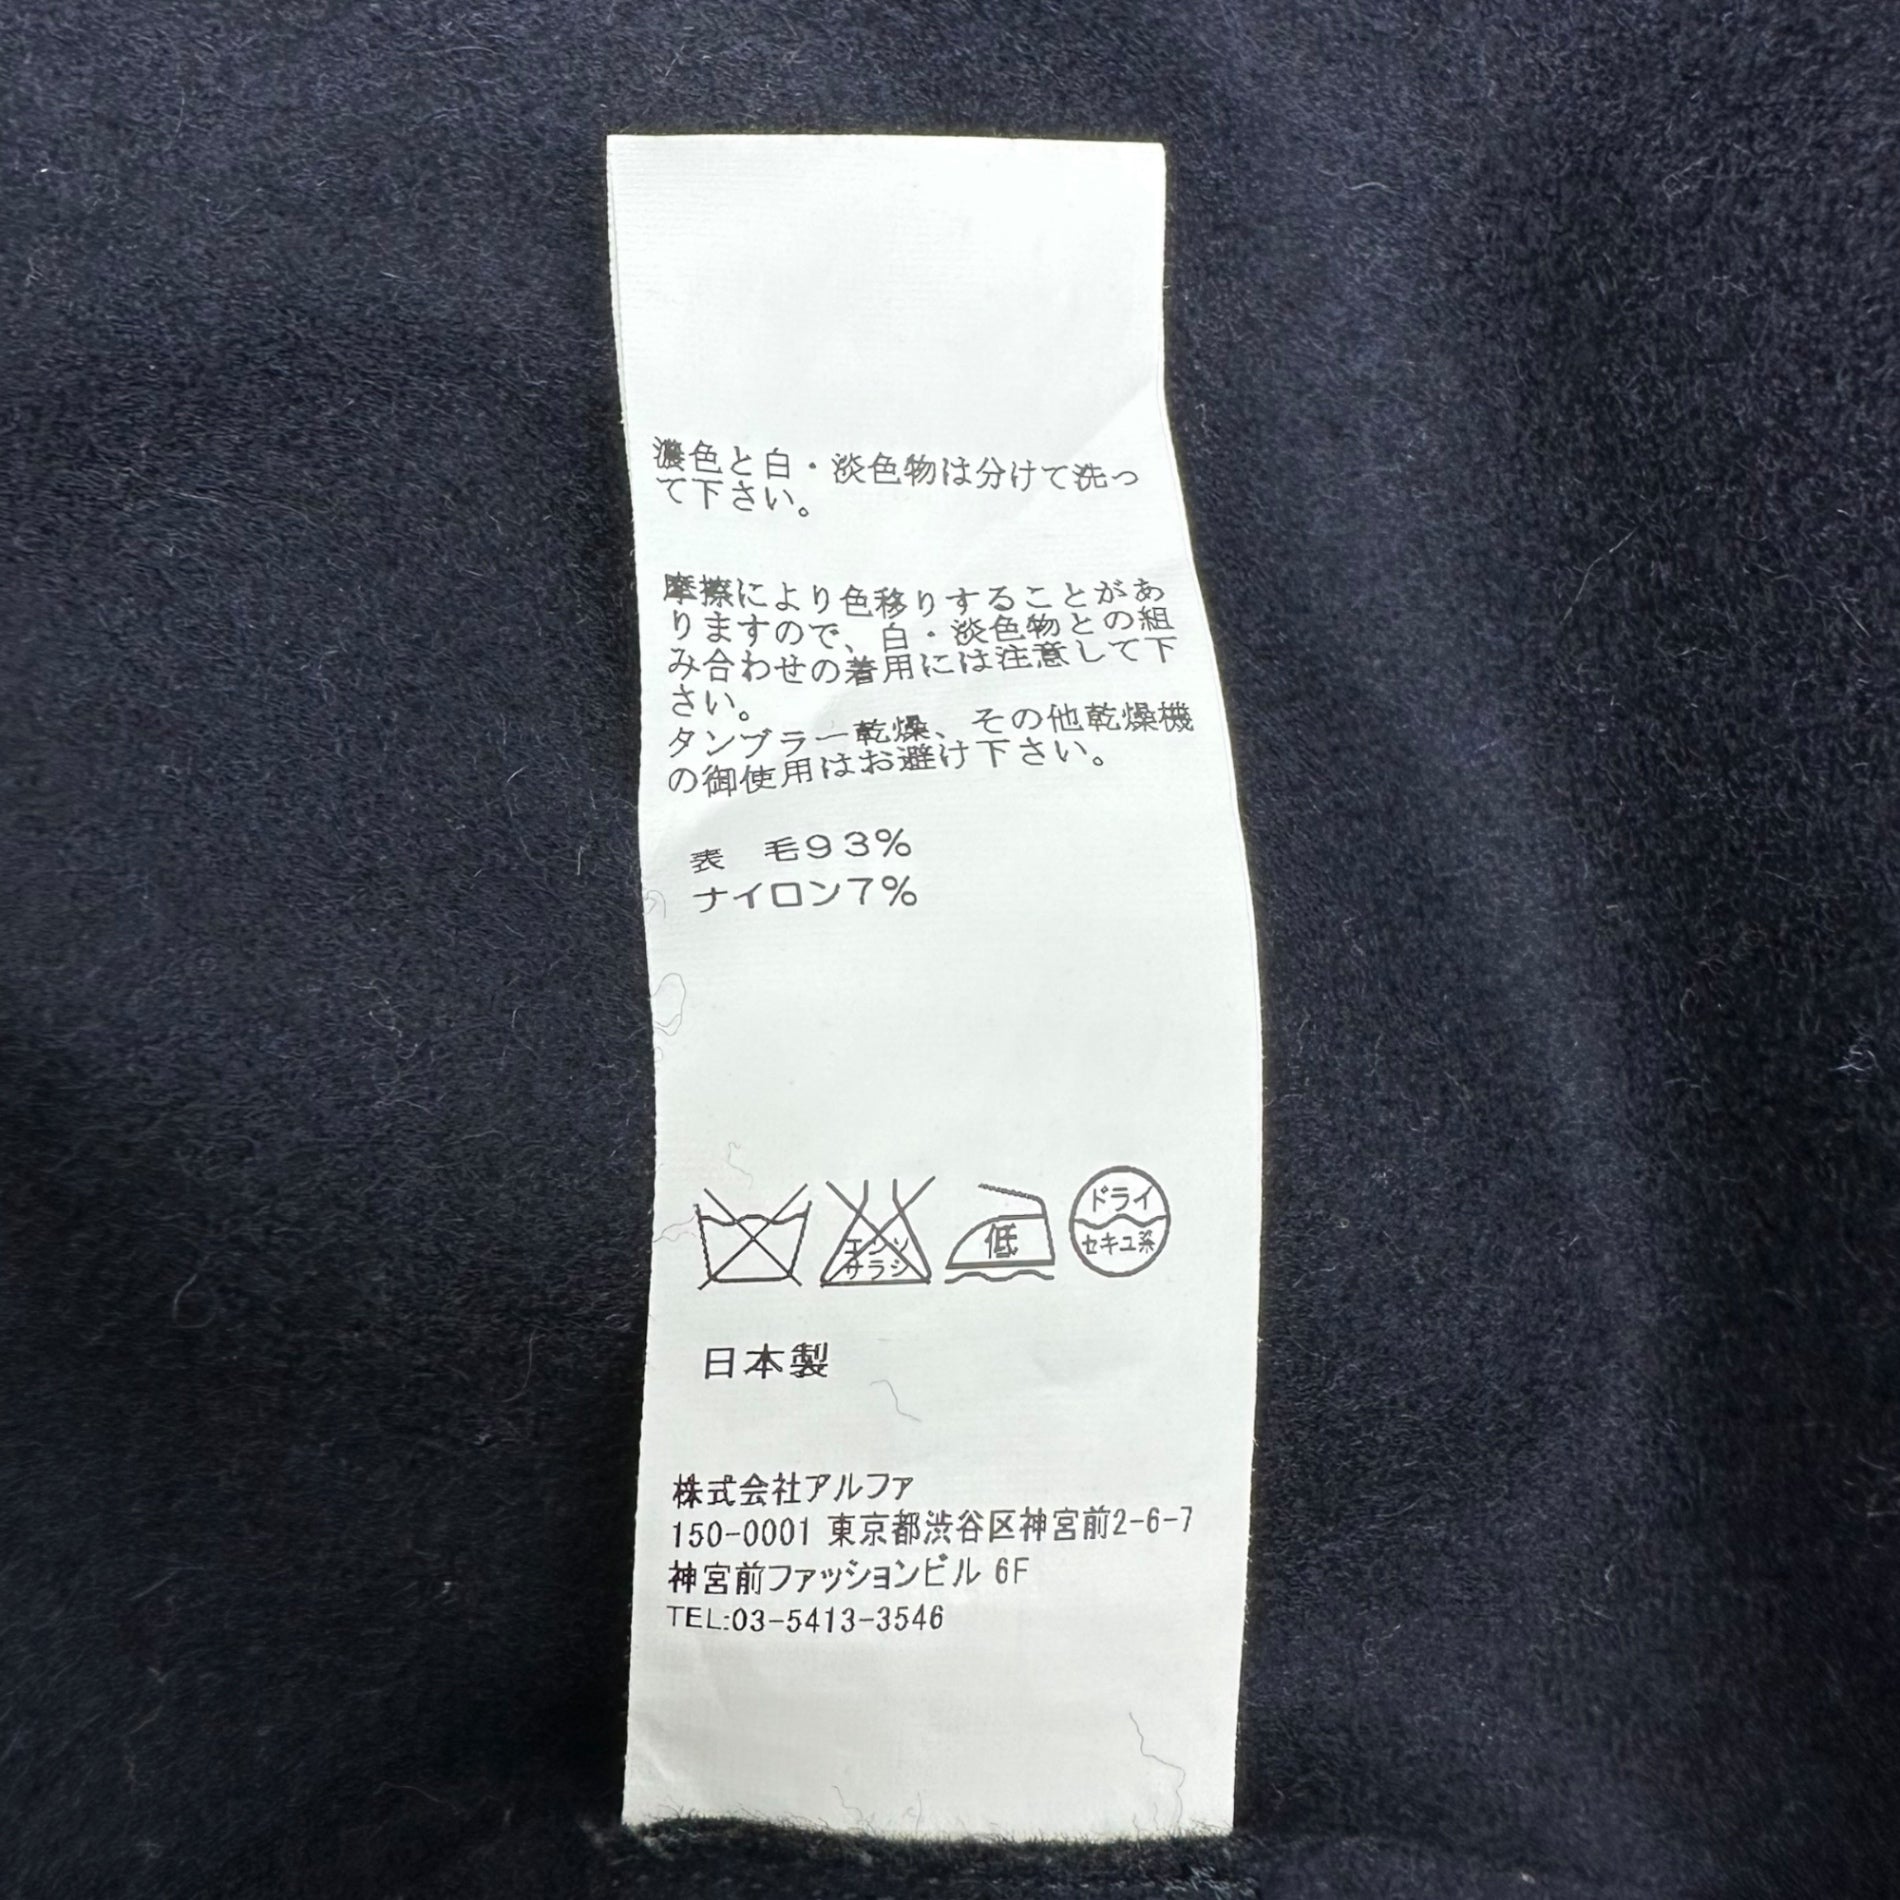 濃色と白・淡色物は分けて洗っ
て下さい。
摩擦により色移りすることがあ
りますので、白・淡色物との組
み合わせの着用には注意して下
さい。
タンブラー乾燥、その他乾燥機
の御使用はお避け下さい。
表 毛93%
ナイロン7%
エンソ
サラシ
低
ドライ
セキユ系
日本製
株式会社アルファ
150-0001 東京都渋谷区神宮前2-6-7
神宮前ファッションビル 6F
TEL:03-5413-3546